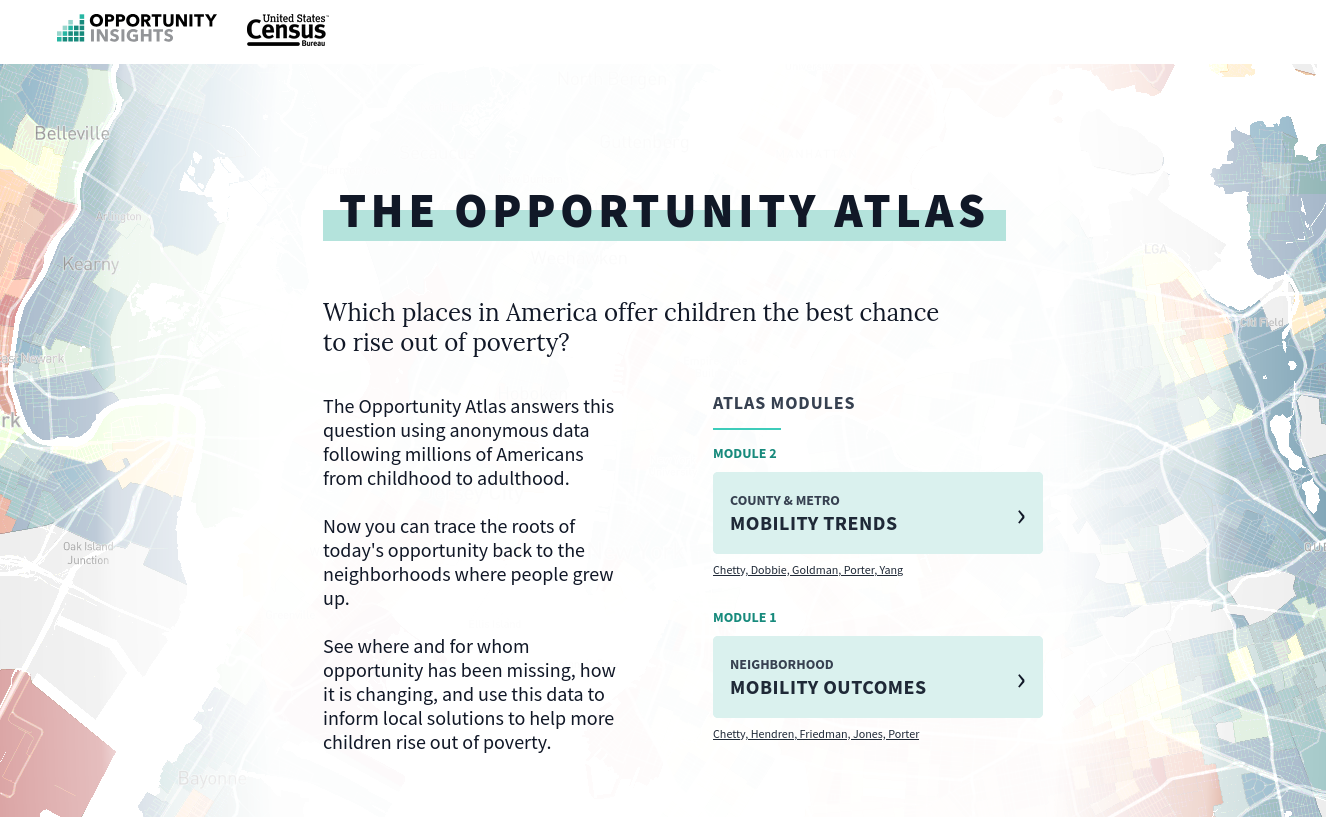 OPPORTUNITY
INSIGHTS
United States™
Census
Bureau
Belleville
Arlington
Kearny
East Newark
rk
Oak Island
Junction
Bayonne
LGA
Citi Field
THE OPPORTUNITY ATLAS
Which places in America offer children the best chance
to rise out of poverty?
The Opportunity Atlas answers this
question using anonymous data
following millions of Americans
from childhood to adulthood.
Now you can trace the roots of
today's opportunity back to the
neighborhoods where people grew
up.
See where and for whom
opportunity has been missing, how
it is changing, and use this data to
inform local solutions to help more
children rise out of poverty.
ATLAS MODULES
MODULE 2
COUNTY & METRO
MOBILITY TRENDS
Chetty, Dobbie, Goldman, Porter, Yang
MODULE 1
NEIGHBORHOOD
MOBILITY OUTCOMES
Chetty, Hendren, Friedman, Jones, Porter